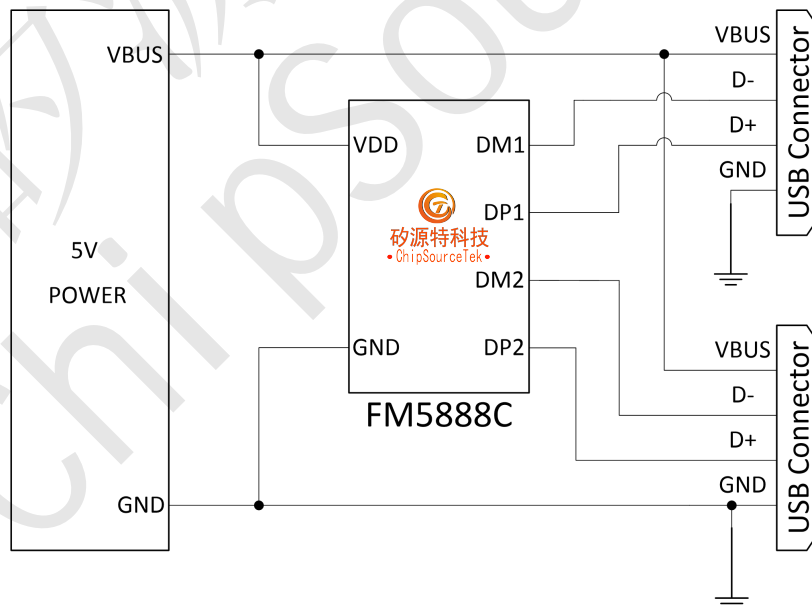 VBUS
5V
POWER
GND
VDD
GND
DM1
DP1
DM2
DP2
矽源特科技
ChipSourceTek
FM5888C
VBUS
D-
D+
GND
USB Connector
VBUS
D-
D+
GND
USB Connector
ChipSou